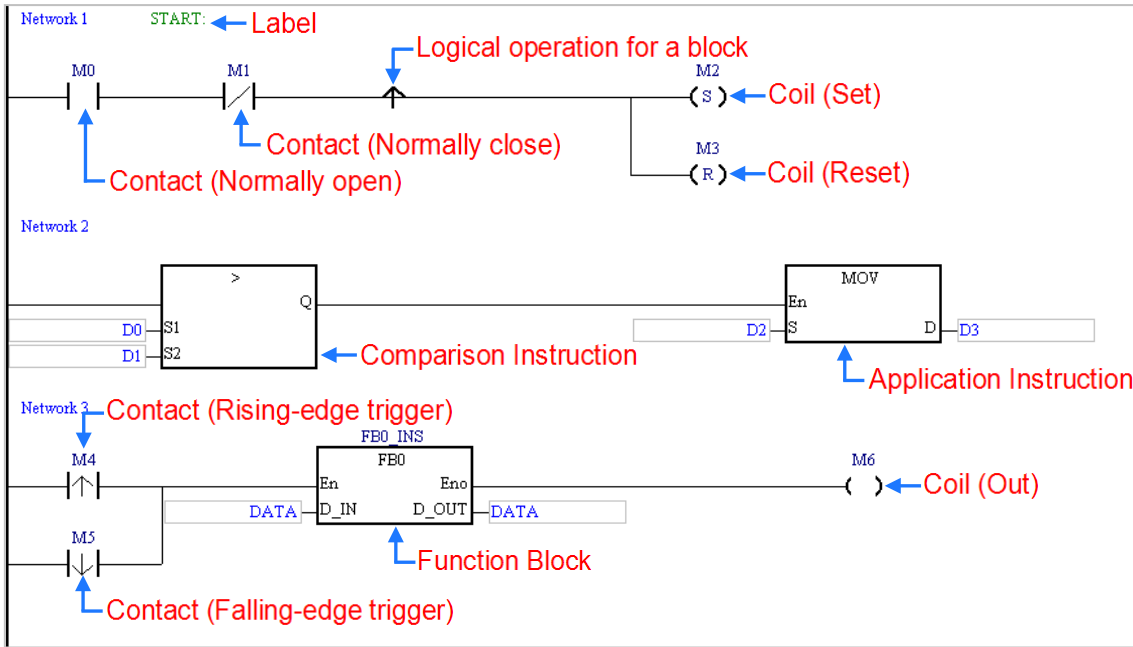 Network 1 START: Label
Logical operation for a block
M0 M1 M2
S Coil (Set)
Contact (Normally close)
M3
Contact (Normally open)
R Coil (Reset)
Network 2
> MOV
Q En
D0 S1 D2 S D D3
D1 S2
Comparison Instruction
Application Instruction
Network 3 Contact (Rising-edge trigger)
FB0_INS
M4 FB0 M6
En Eno Coil (Out)
DATA D_IN D_OUT DATA
M5
Function Block
Contact (Falling-edge trigger)